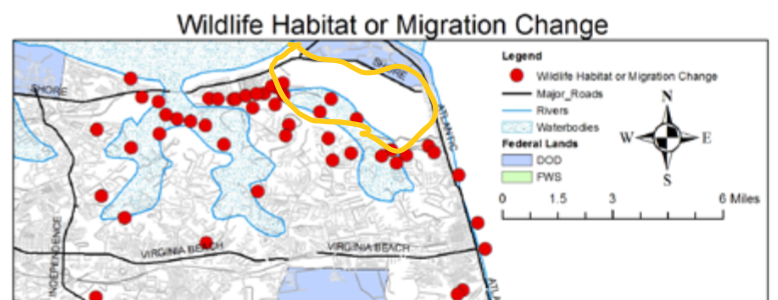 Wildlife Habitat or Migration Change
Legend
Wildlife Habitat or Migration Change
Major_Roads
Rivers
Waterbodies
Federal Lands
DOD
FWS
N
W
E
S
0 1.5 3 6 Miles
SHORE
SHORE
ATLANTIC
INDEPENDENCE
VIRGINIA BEACH
VIRGINIA BEACH